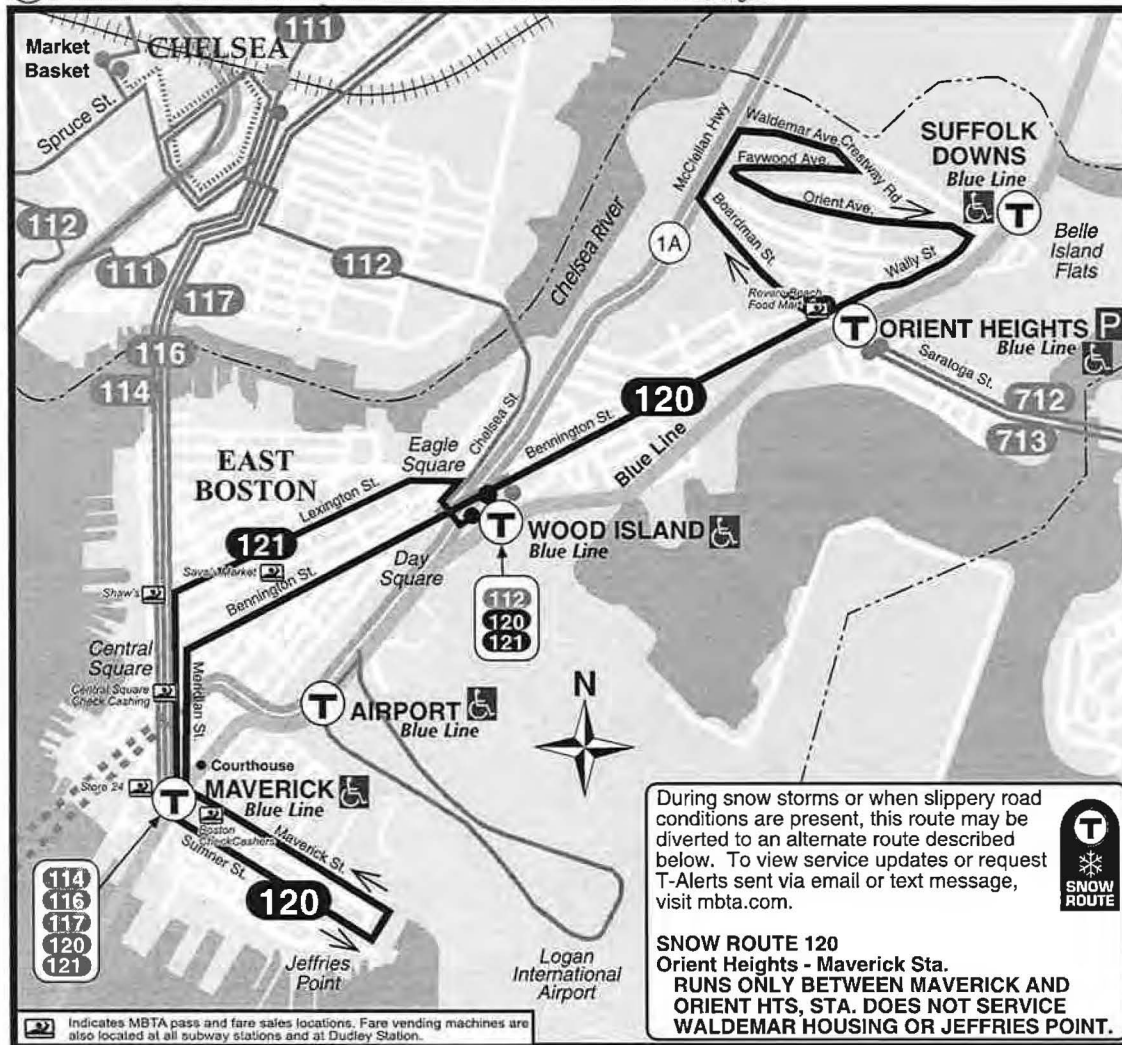 111
Market
Basket
CHELSEA
111
Spruce St.
112
111
117
112
116
114
Chelsea River
McClellan Hwy
1A
Waldemar Ave.
Crestway Rd
Faywood Ave.
Orient Ave.
Boardman St.
Wally St
SUFFOLK
DOWNS
Blue Line
T
Belle
Island
Flats
Revere Beach
Food Mart
T
ORIENT HEIGHTS
P
Blue Line
Saratoga St.
712
713
120
Bennington St.
Blue Line
Chelsea St.
Eagle
Square
EAST
BOSTON
Lexington St.
121
Shaw's
Bennington St.
Day
Square
T
WOOD ISLAND
Blue Line
112
120
121
Central
Square
Central Square
Check Cashing
Meridian St.
T
AIRPORT
Blue Line
N
Courthouse
Store 24
T
MAVERICK
Blue Line
Boston
CheckCashers
Maverick St.
Sumner St.
120
114
116
117
120
121
Jeffries
Point
Logan
International
Airport
During snow storms or when slippery road
conditions are present, this route may be
diverted to an alternate route described
below. To view service updates or request
T-Alerts sent via email or text message,
visit mbta.com.
T
SNOW
ROUTE
SNOW ROUTE 120
Orient Heights - Maverick Sta.
RUNS ONLY BETWEEN MAVERICK AND
ORIENT HTS, STA. DOES NOT SERVICE
WALDEMAR HOUSING OR JEFFRIES POINT.
Indicates MBTA pass and fare sales locations. Fare vending machines are
also located at all subway stations and at Dudley Station.